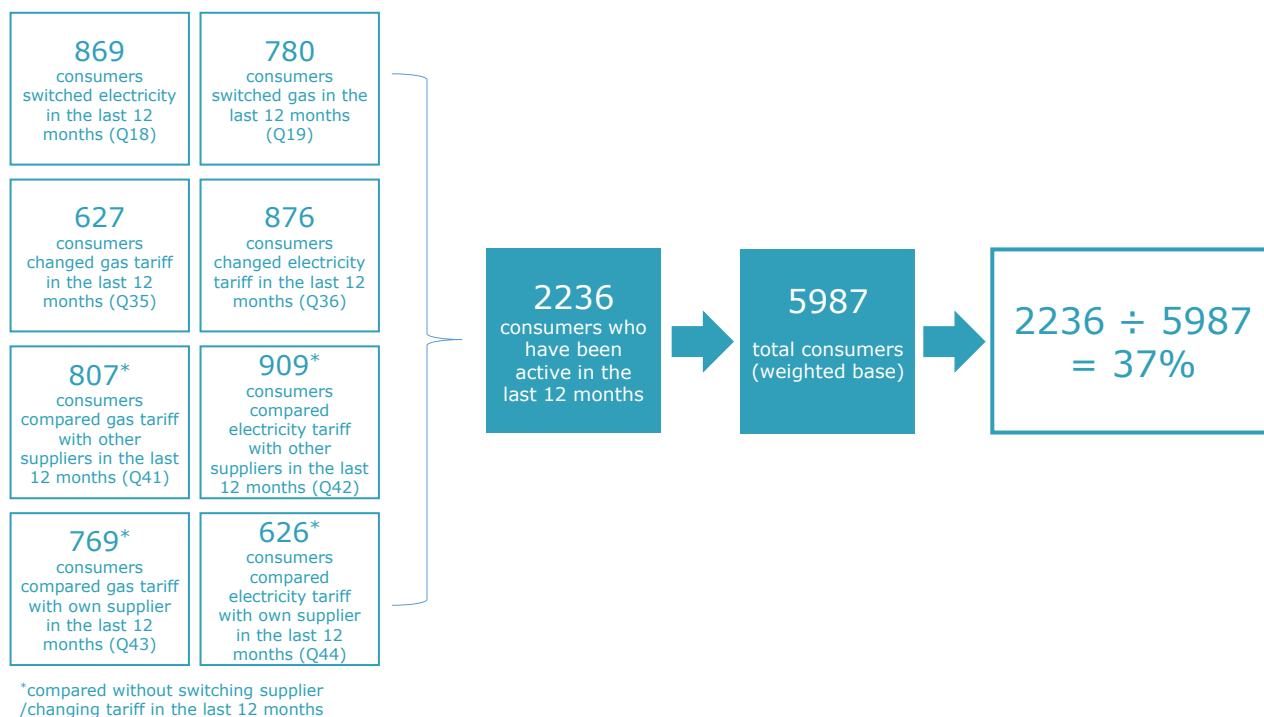 869
consumers
switched electricity
in the last 12
months (Q18)
780
consumers
switched gas in the
last 12 months
(Q19)
627
consumers
changed gas tariff
in the last 12
months (Q35)
876
consumers
changed electricity
tariff in the last 12
months (Q36)
807*
consumers
compared gas tariff
with other
suppliers in the last
12 months (Q41)
909*
consumers
compared
electricity tariff
with other
suppliers in the last
12 months (Q42)
769*
consumers
compared gas tariff
with own supplier
in the last 12
months (Q43)
626*
consumers
compared
electricity tariff
with own supplier
in the last 12
months (Q44)
*compared without switching supplier
/changing tariff in the last 12 months
2236
consumers who
have been
active in the
last 12 months
5987
total consumers
(weighted base)
2236 ÷ 5987
= 37%